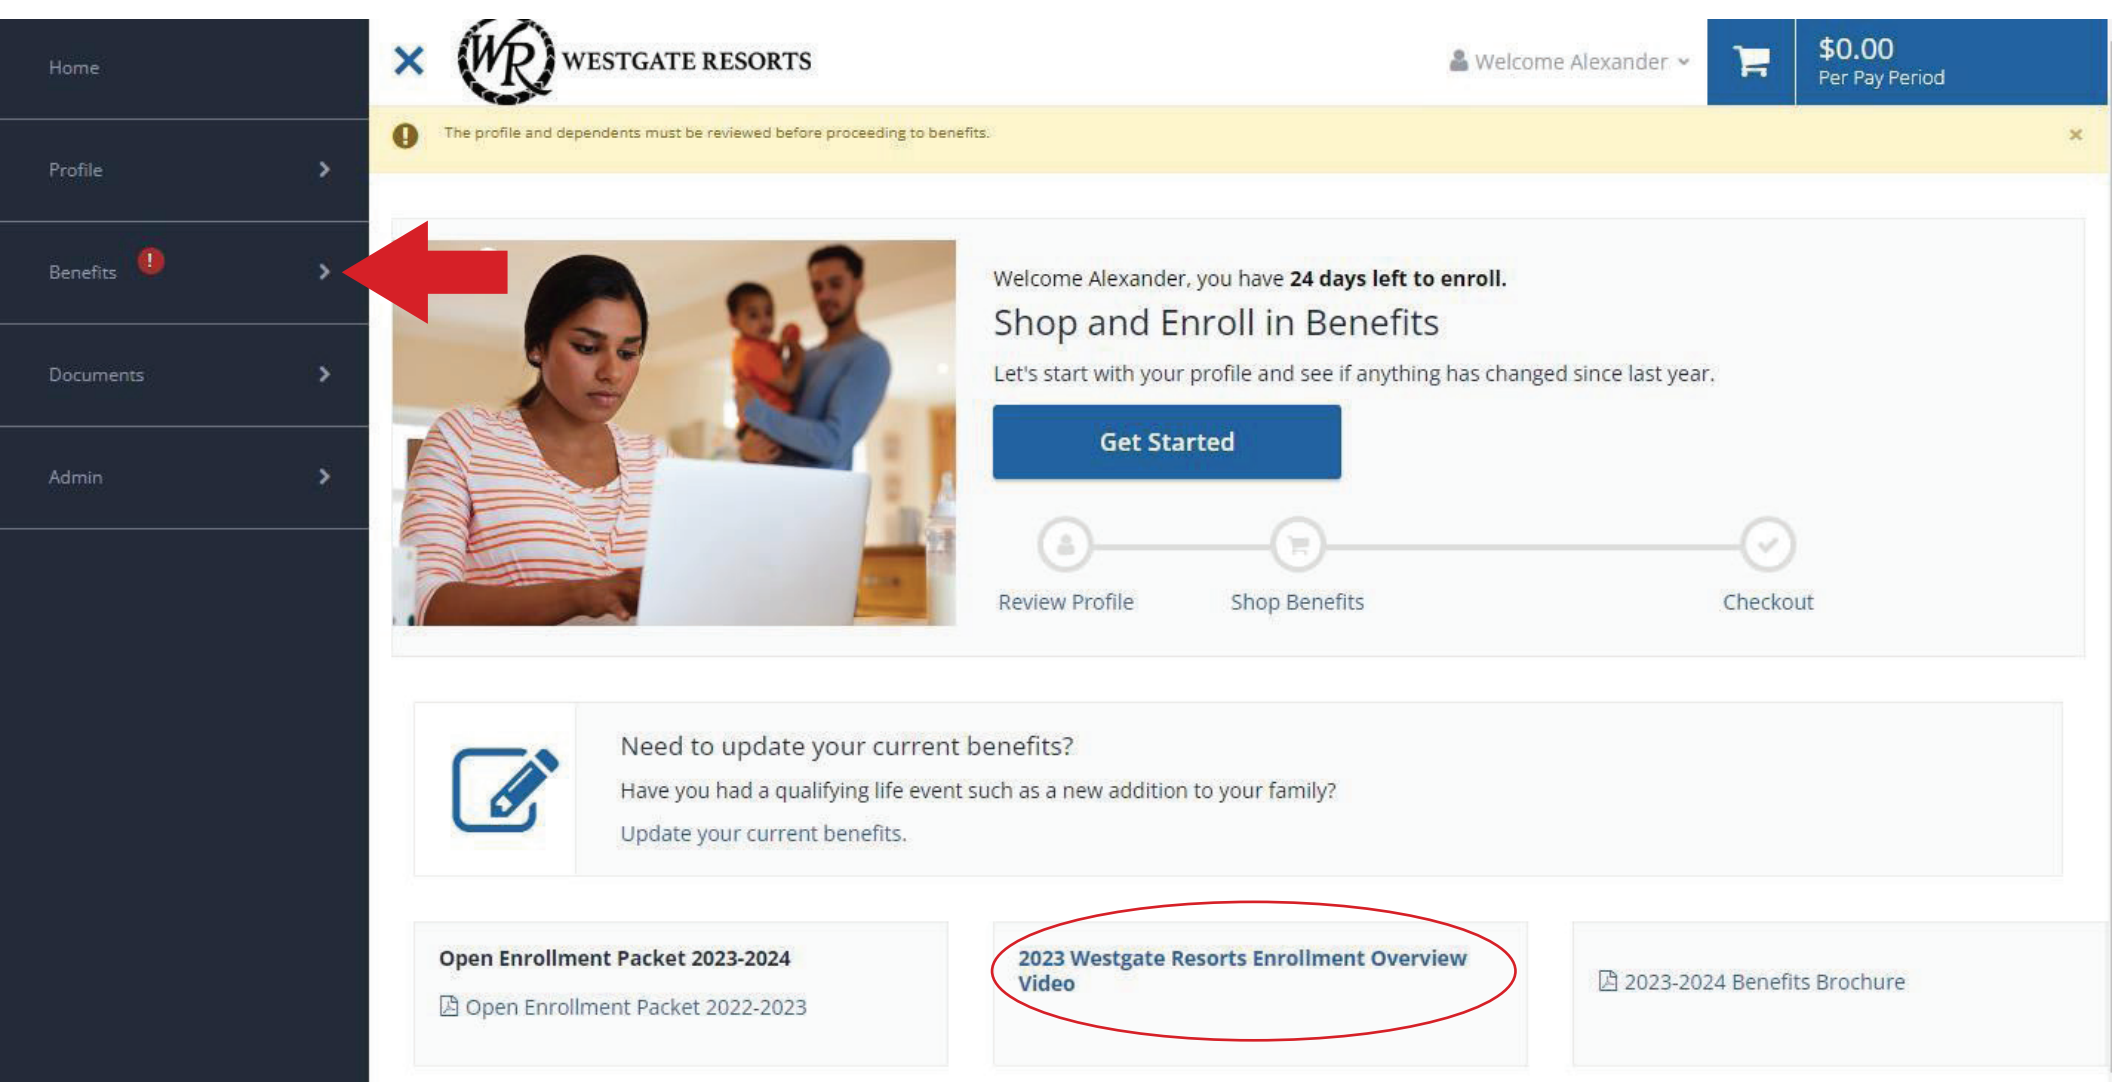 Home
Profile
Benefits !
Documents
Admin
WR WESTGATE RESORTS
Welcome Alexander
$0.00
Per Pay Period
The profile and dependents must be reviewed before proceeding to benefits.
Welcome Alexander, you have 24 days left to enroll.
Shop and Enroll in Benefits
Let's start with your profile and see if anything has changed since last year.
Get Started
Review Profile
Shop Benefits
Checkout
Need to update your current benefits?
Have you had a qualifying life event such as a new addition to your family?
Update your current benefits.
Open Enrollment Packet 2023-2024
Open Enrollment Packet 2022-2023
2023 Westgate Resorts Enrollment Overview
Video
2023-2024 Benefits Brochure